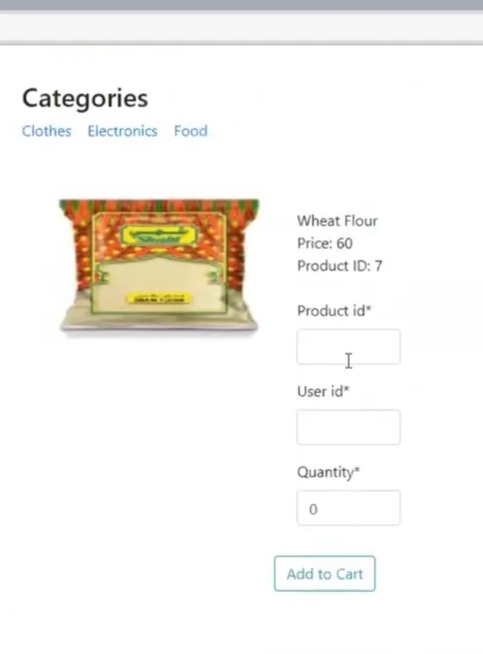 Categories
Clothes Electronics Food
Wheat Flour
Price: 60
Product ID: 7
Product id*
User id*
Quantity*
0
Add to Cart